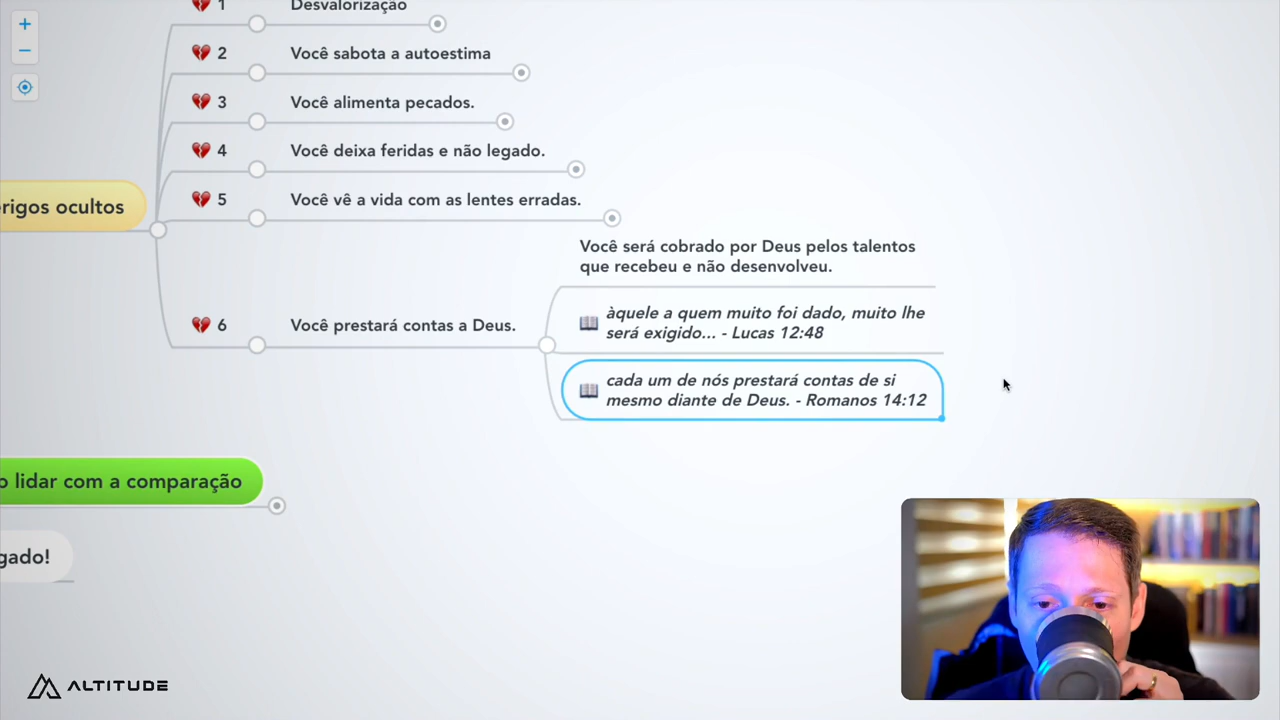 1 Desvalorização
2 Você sabota a autoestima
3 Você alimenta pecados.
4 Você deixa feridas e não legado.
erigos ocultos
5 Você vê a vida com as lentes erradas.
Você será cobrado por Deus pelos talentos
que recebeu e não desenvolveu.
6 Você prestará contas a Deus.
àquele a quem muito foi dado, muito lhe
será exigido... - Lucas 12:48
cada um de nós prestará contas de si
mesmo diante de Deus. - Romanos 14:12
o lidar com a comparação
gado!
ALTITUDE